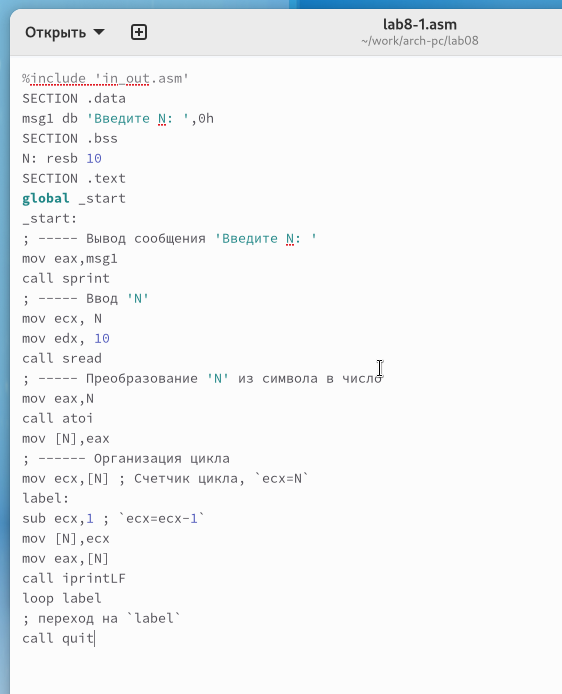 Открыть
lab8-1.asm
~/work/arch-pc/lab08
%include 'in_out.asm'
SECTION .data
msg1 db 'Введите N: ',0h
SECTION .bss
N: resb 10
SECTION .text
global _start
_start:
; ----- Вывод сообщения 'Введите N: '
mov eax,msg1
call sprint
; ----- Ввод 'N'
mov ecx, N
mov edx, 10
call sread
; ----- Преобразование 'N' из символа в число
mov eax,N
call atoi
mov [N],eax
; ------ Организация цикла
mov ecx,[N] ; Счетчик цикла, `ecx=N`
label:
sub ecx,1 ; `ecx=ecx-1`
mov [N],ecx
mov eax,[N]
call iprintLF
loop label
; переход на `label`
call quit